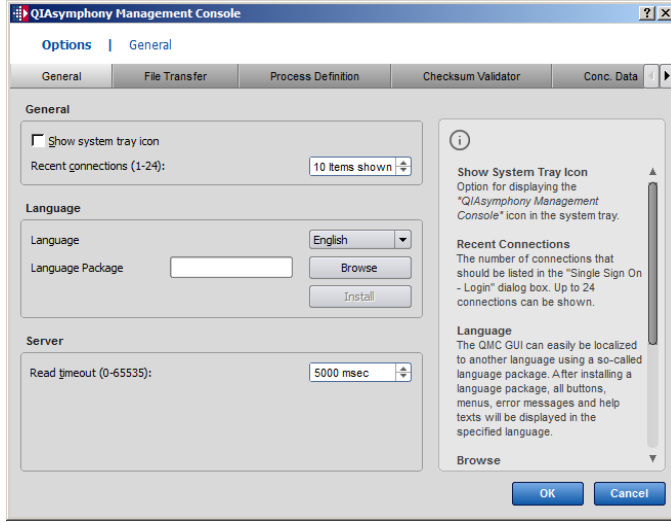 QIAsymphony Management Console
Options | General
General
File Transfer
Process Definition
Checksum Validator
Conc. Data
General
Show system tray icon
Recent connections (1-24):
10 Items shown
Language
Language
English
Language Package
Browse
Install
Server
Read timeout (0-65535):
5000 msec
Show System Tray Icon
Option for displaying the
"QIAsymphony Management
Console" icon in the system tray.
Recent Connections
The number of connections that
should be listed in the "Single Sign On
- Login" dialog box. Up to 24
connections can be shown.
Language
The QMC GUI can easily be localized
to another language using a so-called
language package. After installing a
language package, all buttons,
menus, error messages and help
texts will be displayed in the
specified language.
Browse
OK
Cancel